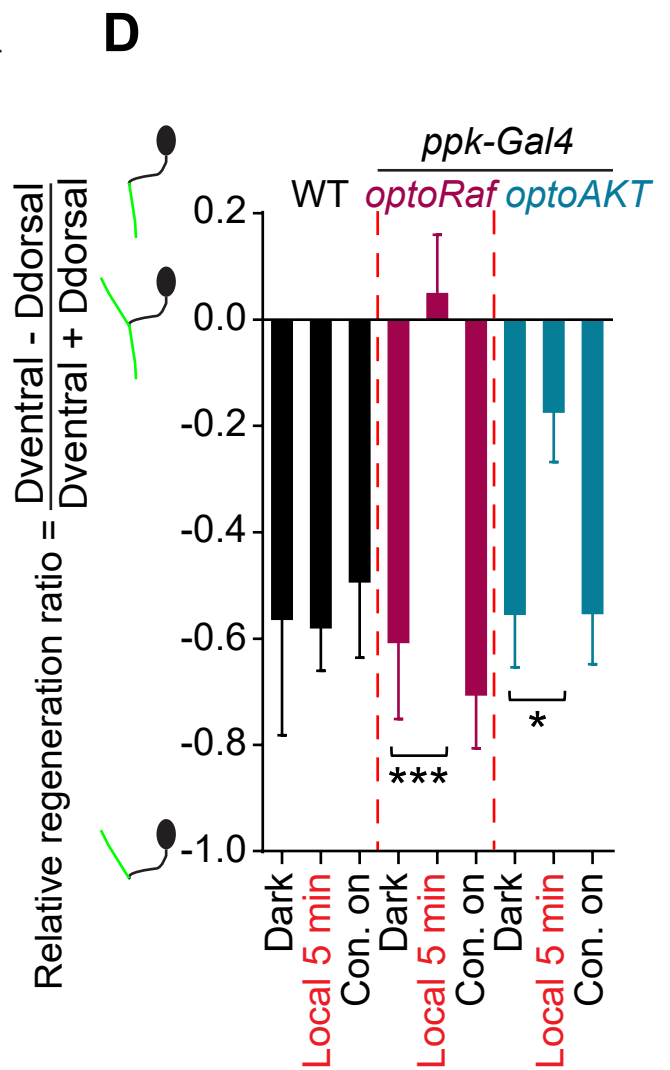 D
ppk-Gal4
WT optoRaf optoAKT
Relative regeneration ratio = Dventral - Ddorsal
Dventral + Ddorsal
0.2
0.0
-0.2
-0.4
-0.6
-0.8
-1.0
***
*
Dark
Local 5 min
Con. on
Dark
Local 5 min
Con. on
Dark
Local 5 min
Con. on